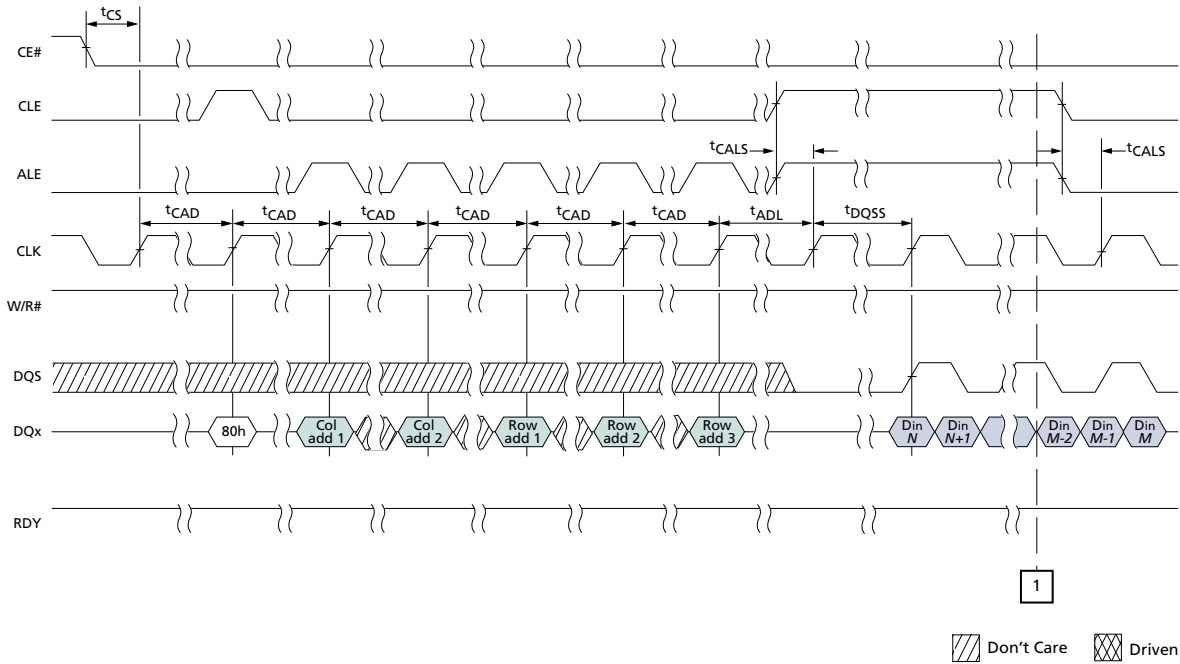 tCS
CE#
CLE
tCALS
tCALS
ALE
tCAD
tCAD
tCAD
tCAD
tCAD
tCAD
tADL
tDQSS
CLK
W/R#
DQS
DQx
80h
Col
add 1
Col
add 2
Row
add 1
Row
add 2
Row
add 3
Din
N
Din
N+1
Din
M-2
Din
M-1
Din
M
RDY
1
Don't Care
Driven